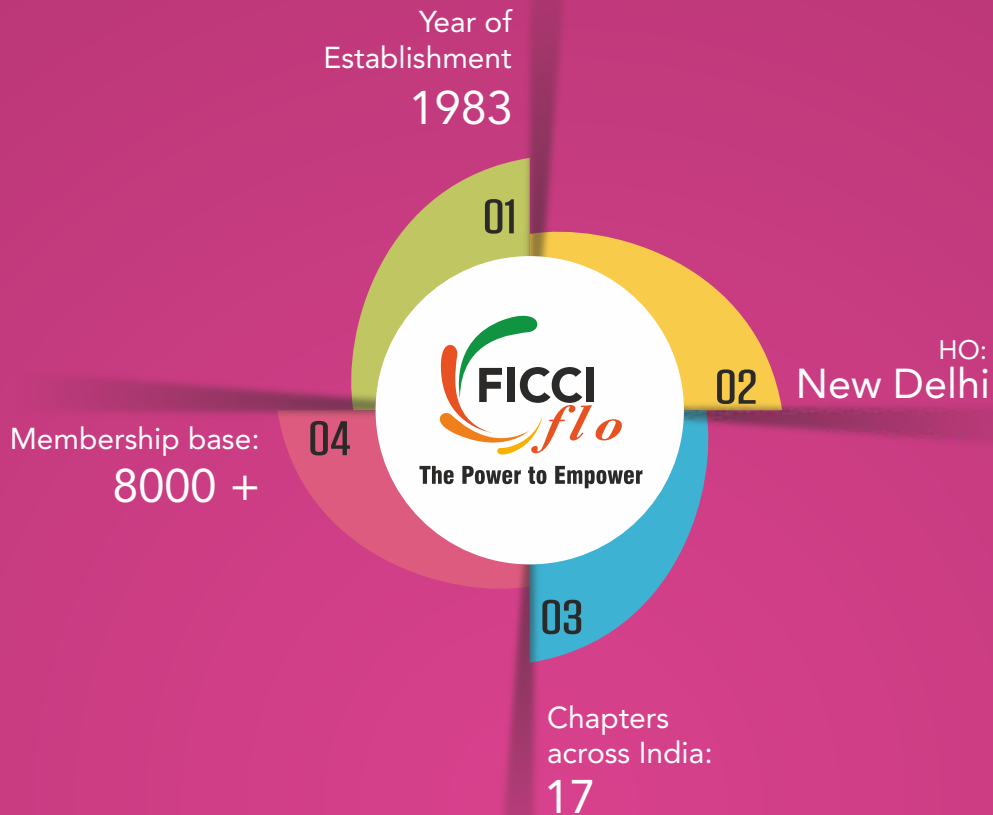 Year of
Establishment
1983
01
02
HO:
New Delhi
FICCI
flo
The Power to Empower
04
Membership base:
8000 +
03
Chapters
across India:
17